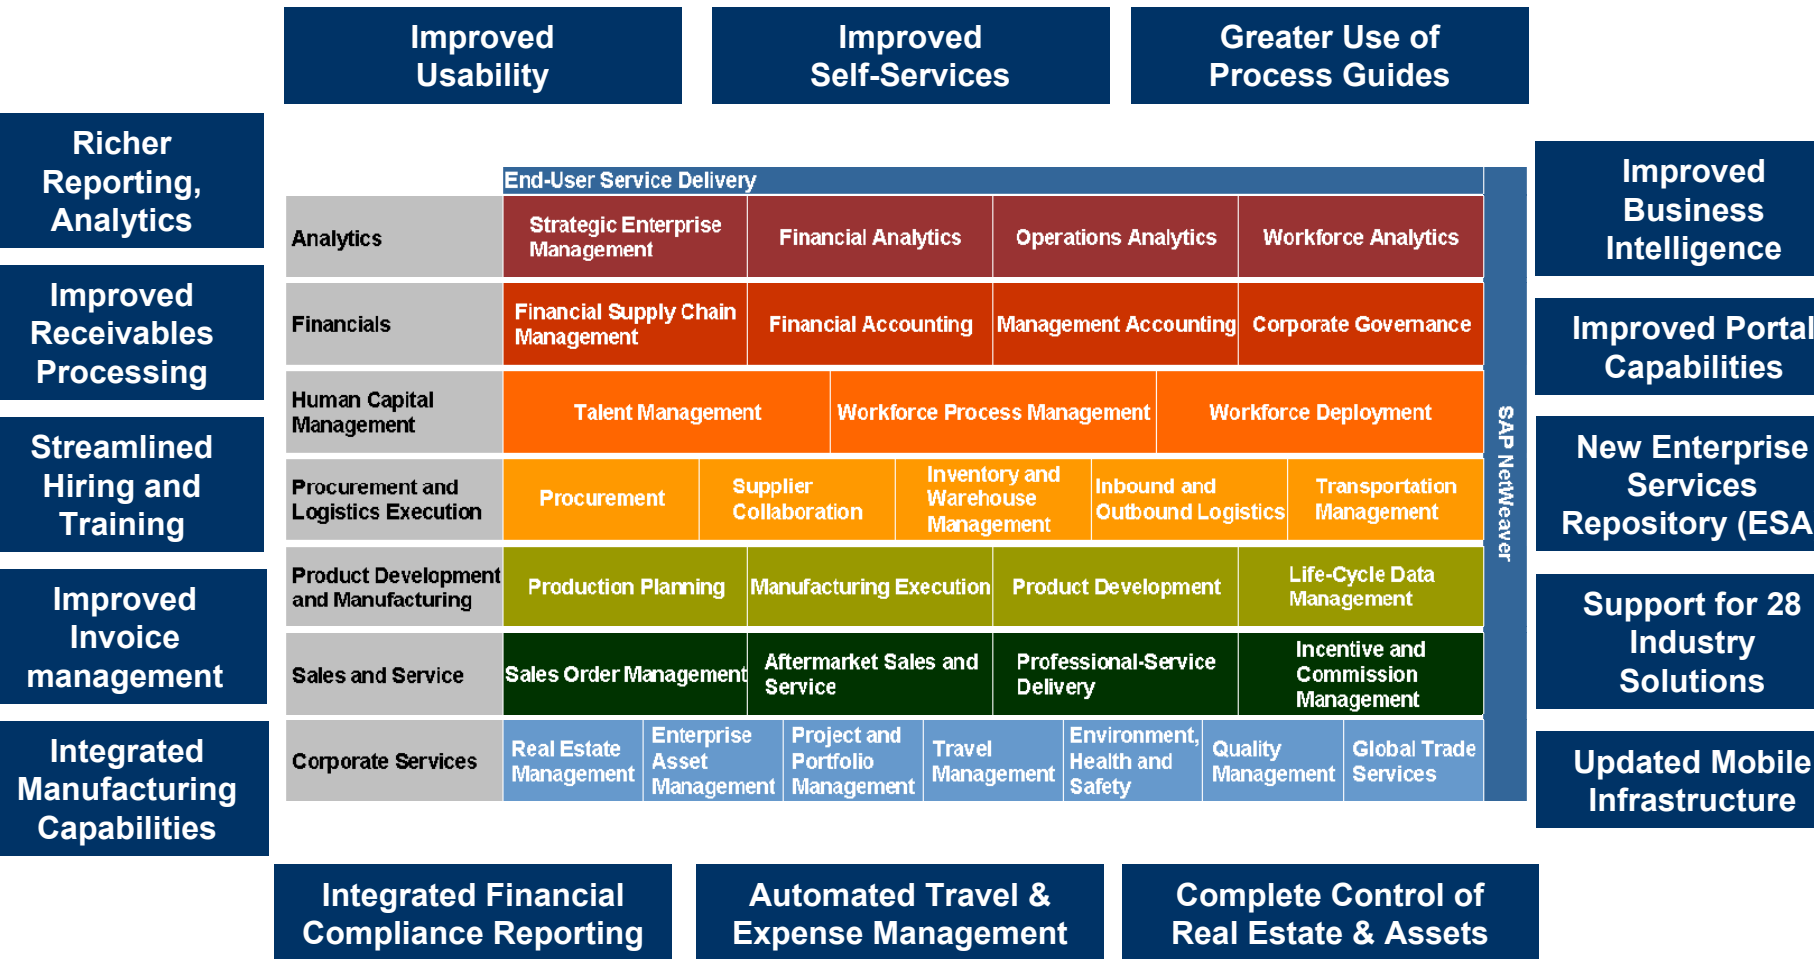 Improved
Usability
Improved
Self-Services
Greater Use of
Process Guides
Richer
Reporting,
Analytics
Improved
Receivables
Processing
Streamlined
Hiring and
Training
Improved
Invoice
management
Integrated
Manufacturing
Capabilities
End-User Service Delivery
Analytics
Strategic Enterprise
Management
Financial Analytics
Operations Analytics
Workforce Analytics
Financials
Financial Supply Chain
Management
Financial Accounting
Management Accounting
Corporate Governance
Human Capital
Management
Talent Management
Workforce Process Management
Workforce Deployment
Procurement and
Logistics Execution
Procurement
Supplier
Collaboration
Inventory and
Warehouse
Management
Inbound and
Outbound Logistics
Transportation
Management
Product Development
and Manufacturing
Production Planning
Manufacturing Execution
Product Development
Life-Cycle Data
Management
Sales and Service
Sales Order Management
Aftermarket Sales and
Service
Professional-Service
Delivery
Incentive and
Commission
Management
Corporate Services
Real Estate
Management
Enterprise
Asset
Management
Project and
Portfolio
Management
Travel
Management
Environment,
Health and
Safety
Quality
Management
Global Trade
Services
SAP NetWeaver
Improved
Business
Intelligence
Improved Portal
Capabilities
New Enterprise
Services
Repository (ESA
Support for 28
Industry
Solutions
Updated Mobile
Infrastructure
Integrated Financial
Compliance Reporting
Automated Travel &
Expense Management
Complete Control of
Real Estate & Assets